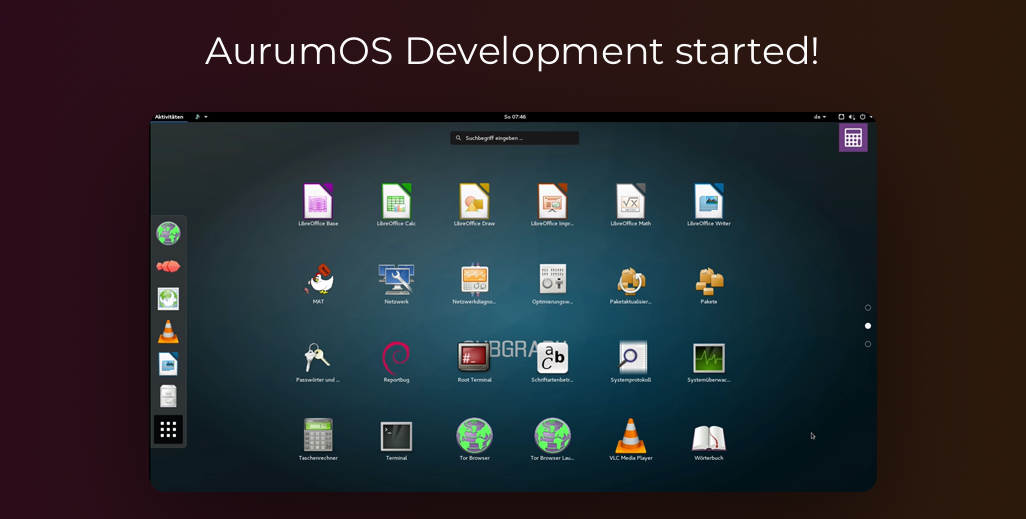 AurumOS Development started!
Aktivitäten
So 07:46
de
Suchbegriff eingeben ...
LibreOffice Base
LibreOffice Calc
LibreOffice Draw
LibreOffice Impr...
LibreOffice Math
LibreOffice Writer
MAT
Netzwerk
Netzwerkdiagno...
Optimierungsw...
Paketaktualisier...
Pakete
Passwörter und ...
Reportbug
Root Terminal
Schriftartenbetr...
Systemprotokoll
Systemüberwac...
Taschenrechner
Terminal
Tor Browser
Tor Browser Lau...
VLC Media Player
Wörterbuch